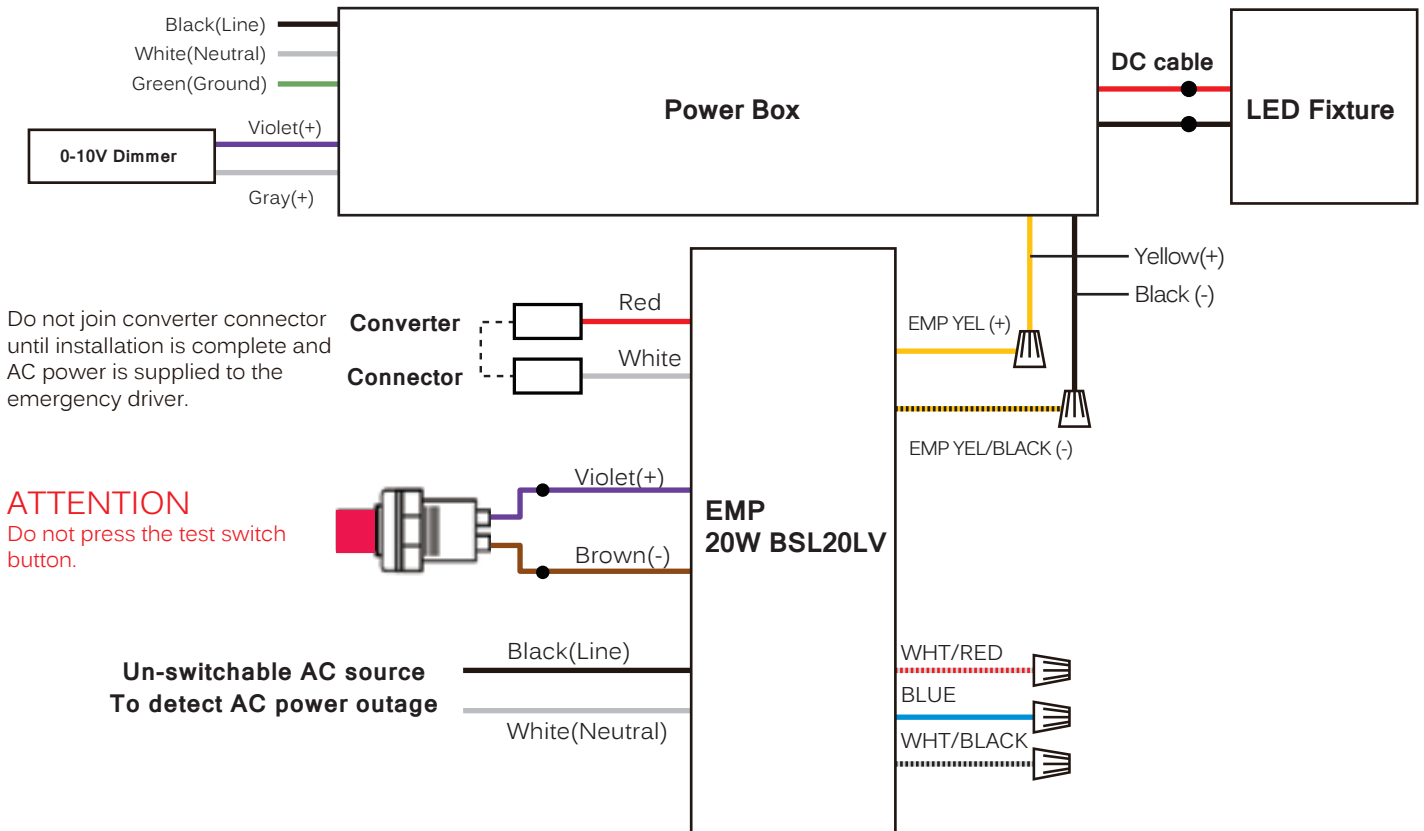 Black(Line)
White(Neutral)
Green(Ground)
Violet(+)
0-10V Dimmer
Gray(+)
Power Box
DC cable
LED Fixture
Yellow(+)
Black (-)
Do not join converter connector
until installation is complete and
AC power is supplied to the
emergency driver.
Converter
Connector
Red
White
EMP YEL (+)
EMP YEL/BLACK (-)
ATTENTION
Do not press the test switch
button.
Violet(+)
Brown(-)
EMP
20W BSL20LV
Un-switchable AC source
To detect AC power outage
Black(Line)
White(Neutral)
WHT/RED
BLUE
WHT/BLACK